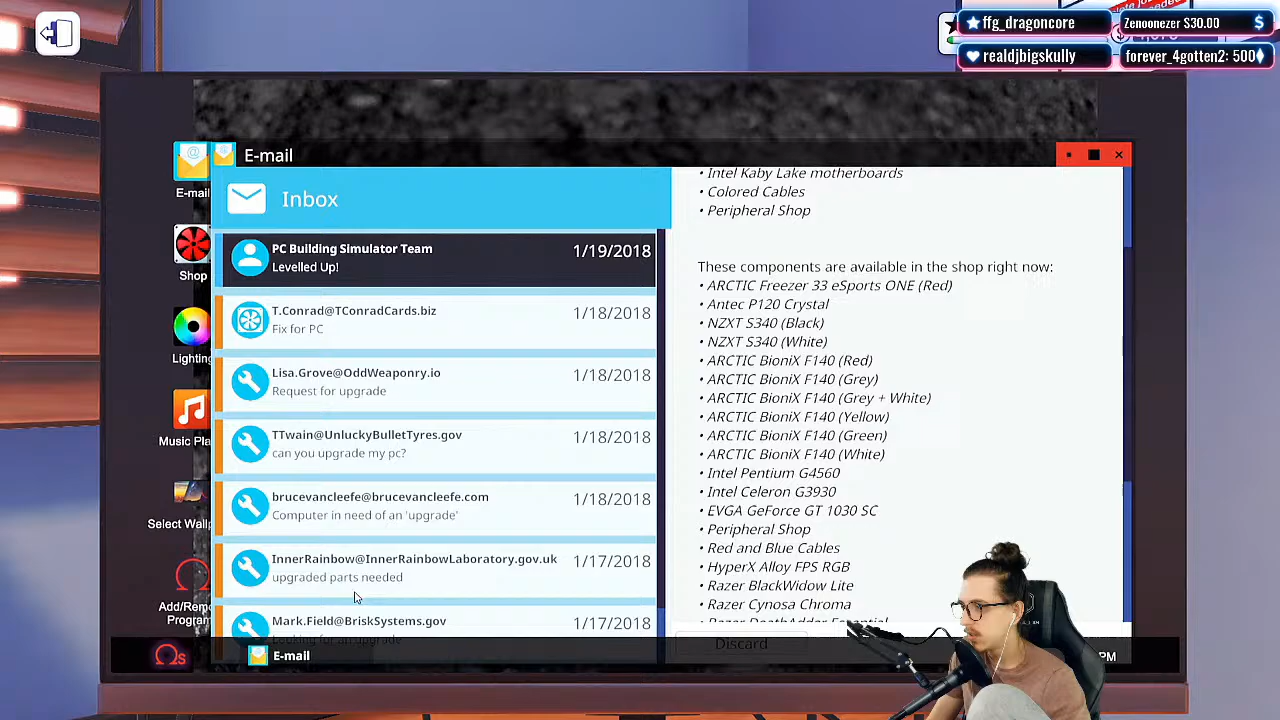 ffg_dragoncore
Zenoonezer $30.00
$
realdjbigskully
forever_4gotten2: 500
E-mail
E-mail
Inbox
Shop
Lighting
Music Pla
Select Wallp
Add/Remo
Program
PC Building Simulator Team
1/19/2018
Levelled Up!
T.Conrad@TConradCards.biz
1/18/2018
Fix for PC
Lisa.Grove@OddWeaponry.io
1/18/2018
Request for upgrade
TTwain@UnluckyBulletTyres.gov
1/18/2018
can you upgrade my pc?
brucevancleefe@brucevancleefe.com
1/18/2018
Computer in need of an 'upgrade'
InnerRainbow@InnerRainbowLaboratory.gov.uk
1/17/2018
upgraded parts needed
Mark.Field@BriskSystems.gov
1/17/2018
• Intel Kaby Lake motherboards
• Colored Cables
• Peripheral Shop
These components are available in the shop right now:
• ARCTIC Freezer 33 eSports ONE (Red)
• Antec P120 Crystal
• NZXT S340 (Black)
• NZXT S340 (White)
• ARCTIC BioniX F140 (Red)
• ARCTIC BioniX F140 (Grey)
• ARCTIC BioniX F140 (Grey + White)
• ARCTIC BioniX F140 (Yellow)
• ARCTIC BioniX F140 (Green)
• ARCTIC BioniX F140 (White)
• Intel Pentium G4560
• Intel Celeron G3930
• EVGA GeForce GT 1030 SC
• Peripheral Shop
• Red and Blue Cables
• HyperX Alloy FPS RGB
• Razer BlackWidow Lite
• Razer Cynosa Chroma
• Razer DeathAdder Essential
Discard
E-mail
PM